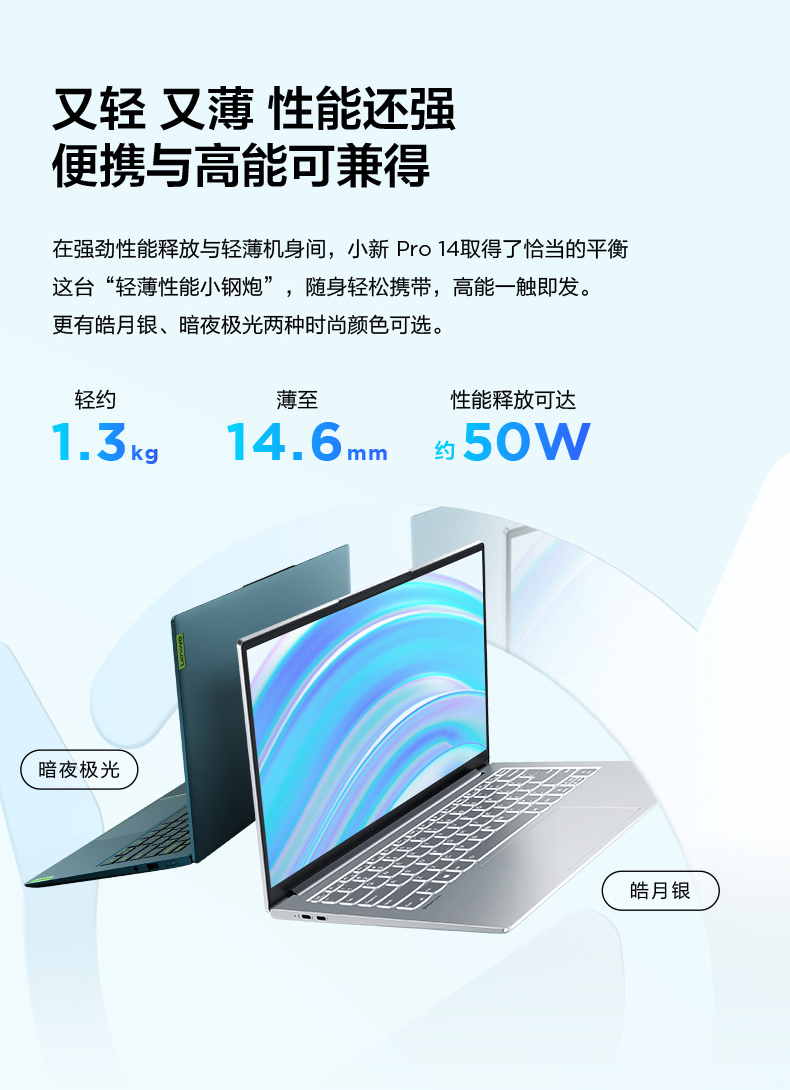 又轻 又薄 性能还强
便携与高能可兼得
在强劲性能释放与轻薄机身间，小新 Pro 14取得了恰当的平衡
这台“轻薄性能小钢炮”，随身轻松携带，高能一触即发。
更有皓月银、暗夜极光两种时尚颜色可选。
轻约 薄至 性能释放可达
1.3kg 14.6mm 约50W
Lenovo
暗夜极光
皓月银